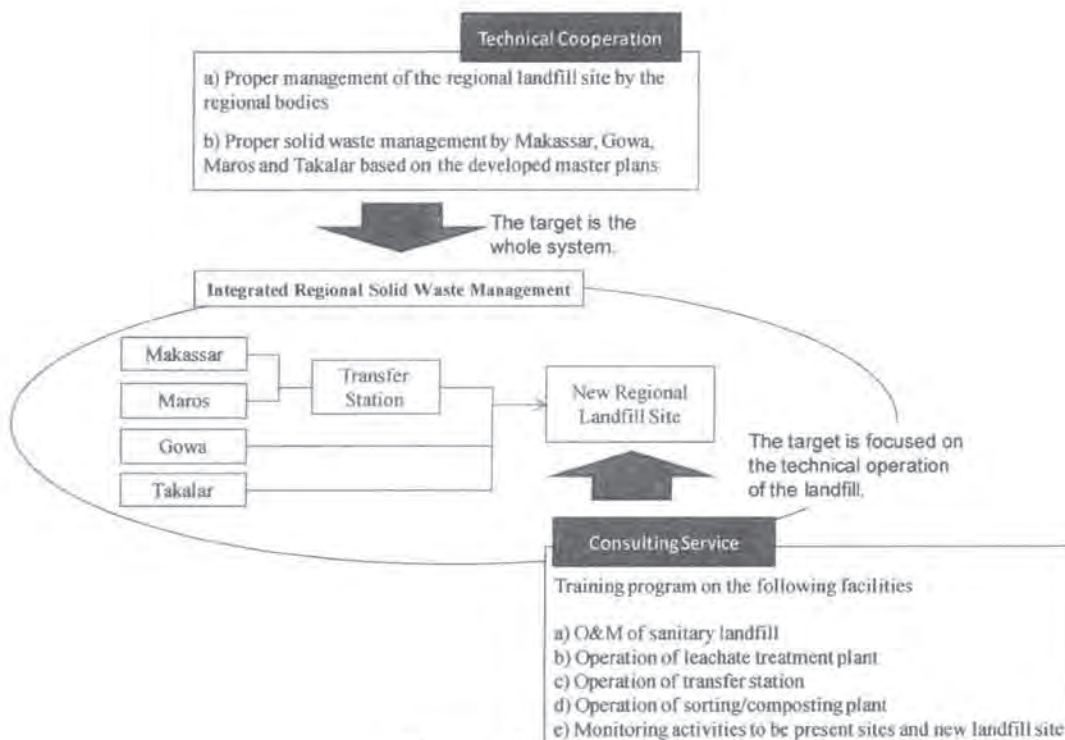 Technical Cooperation
a) Proper management of the regional landfill site by the
regional bodies
b) Proper solid waste management by Makassar, Gowa,
Maros and Takalar based on the developed master plans
The target is the
whole system.
Integrated Regional Solid Waste Management
Makassar
Maros
Gowa
Takalar
Transfer
Station
New Regional
Landfill Site
The target is focused on
the technical operation
of the landfill.
Consulting Service
Training program on the following facilities
a) O&M of sanitary landfill
b) Operation of leachate treatment plant
c) Operation of transfer station
d) Operation of sorting/composting plant
e) Monitoring activities to be present sites and new landfill site